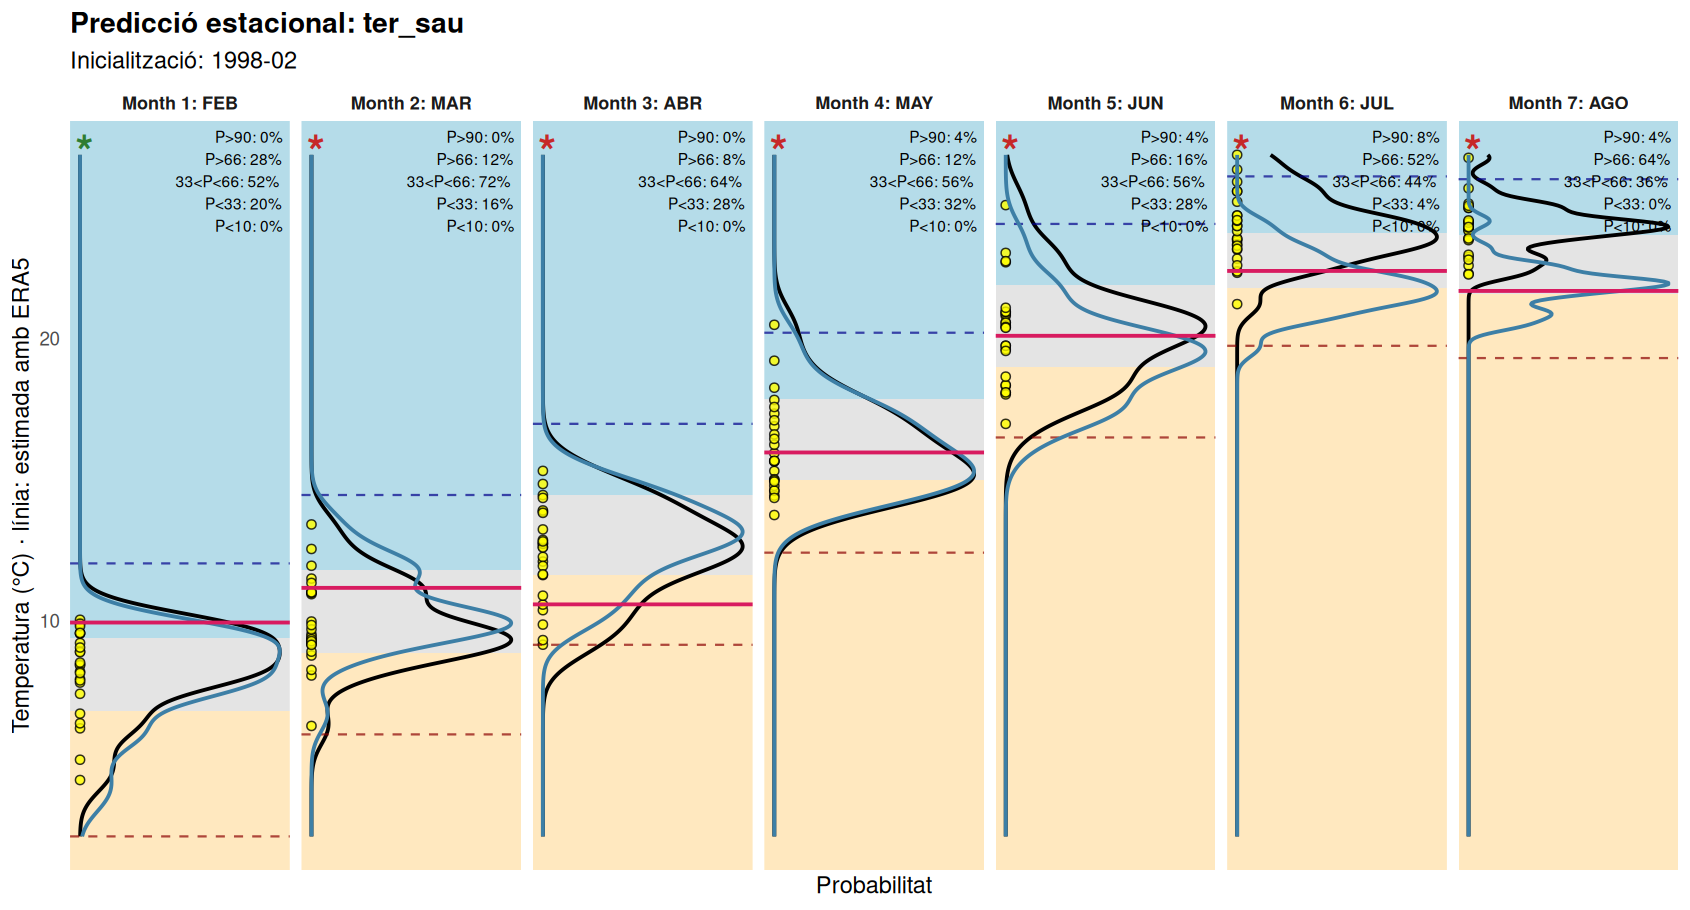 Predicció estacional: ter_sau
Inicialització: 1998-02
Month 1: FEB
Month 2: MAR
Month 3: ABR
Month 4: MAY
Month 5: JUN
Month 6: JUL
Month 7: AGO
*
P>90: 0%
P>66: 28%
33<P<66: 52%
P<33: 20%
P<10: 0%
*
P>90: 0%
P>66: 12%
33<P<66: 72%
P<33: 16%
P<10: 0%
*
P>90: 0%
P>66: 8%
33<P<66: 64%
P<33: 28%
P<10: 0%
*
P>90: 4%
P>66: 12%
33<P<66: 56%
P<33: 32%
P<10: 0%
*
P>90: 4%
P>66: 16%
33<P<66: 56%
P<33: 28%
P<10: 0%
*
P>90: 8%
P>66: 52%
33<P<66: 44%
P<33: 4%
P<10: 0%
*
P>90: 4%
P>66: 64%
33<P<66: 36%
P<33: 0%
P<10: 0%
Temperatura (°C) · línia: estimada amb ERA5
20
10
Probabilitat